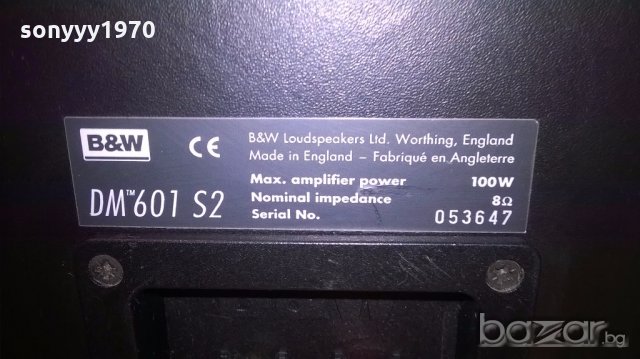 sonyyy1970
B&W CE B&W Loudspeakers Ltd. Worthing, England
Made in England – Fabriqué en Angleterre
DM™601 S2
Max. amplifier power 100W
Nominal impedance 8Ω
Serial No. 053647
bazar.bg